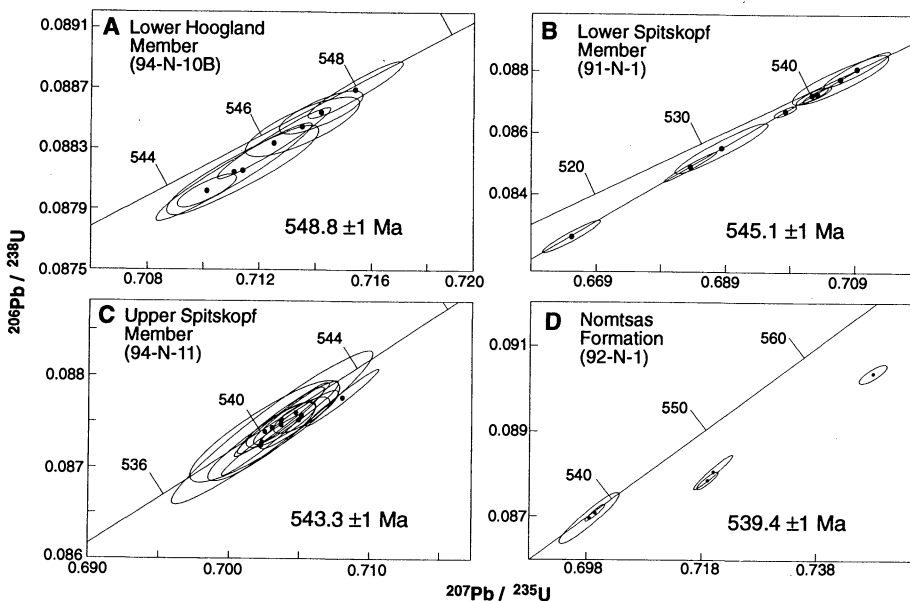 A Lower Hoogland
Member
(94-N-10B)
0.0891
0.0887
0.0883
0.0879
0.0875
544
546
548
548.8 ±1 Ma
0.708
0.712
0.716
0.720
B Lower Spitskopf
Member
(91-N-1)
0.088
0.086
0.084
520
530
540
545.1 ±1 Ma
0.669
0.689
0.709
206Pb / 238U
C Upper Spitskopf
Member
(94-N-11)
0.088
0.087
0.086
536
540
544
543.3 ±1 Ma
0.690
0.700
0.710
D Nomtsas
Formation
(92-N-1)
0.091
0.089
0.087
540
550
560
539.4 ±1 Ma
0.698
0.718
0.738
207Pb / 235U